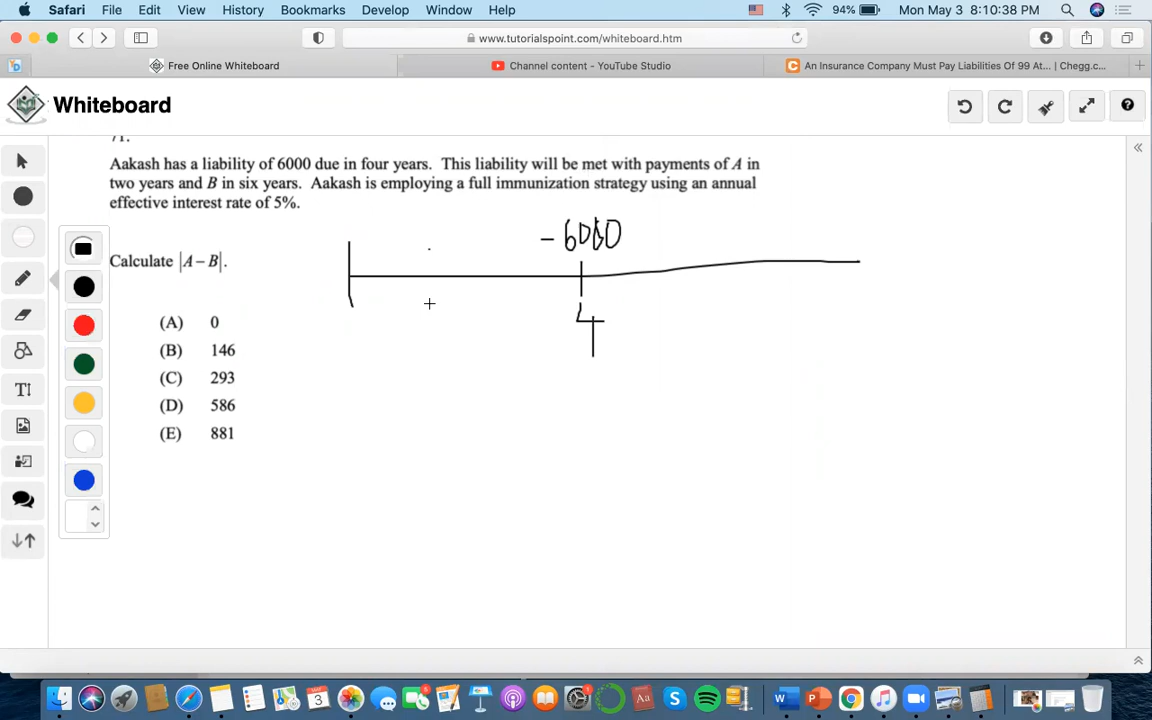 Safari File Edit View History Bookmarks Develop Window Help 94% Mon May 3 8:10:38 PM
www.tutorialspoint.com/whiteboard.htm
Free Online Whiteboard Channel content - YouTube Studio An Insurance Company Must Pay Liabilities Of 99 At... | Chegg.c...
Whiteboard
71.
Aakash has a liability of 6000 due in four years. This liability will be met with payments of A in
two years and B in six years. Aakash is employing a full immunization strategy using an annual
effective interest rate of 5%.
- 6000
Calculate |A – B|.
4
(A) 0
(B) 146
(C) 293
(D) 586
(E) 881